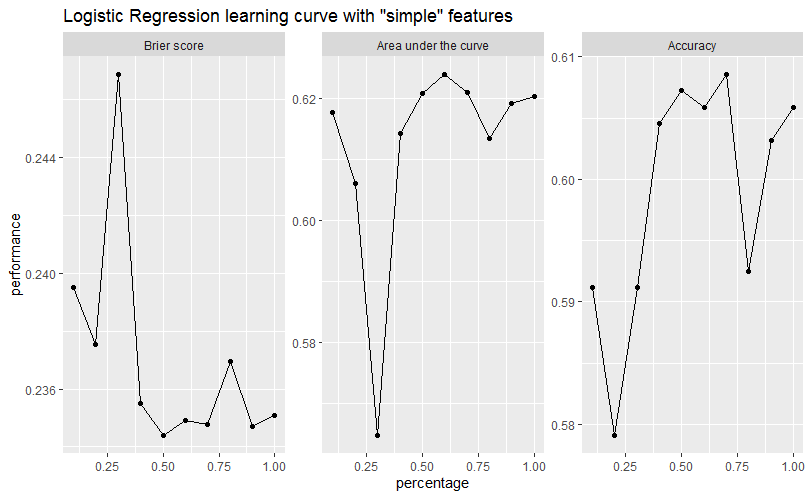 Logistic Regression learning curve with "simple" features
Brier score
Area under the curve
Accuracy
performance
0.244
0.240
0.236
0.62
0.60
0.58
0.61
0.60
0.59
0.58
0.25 0.50 0.75 1.00
0.25 0.50 0.75 1.00
0.25 0.50 0.75 1.00
percentage